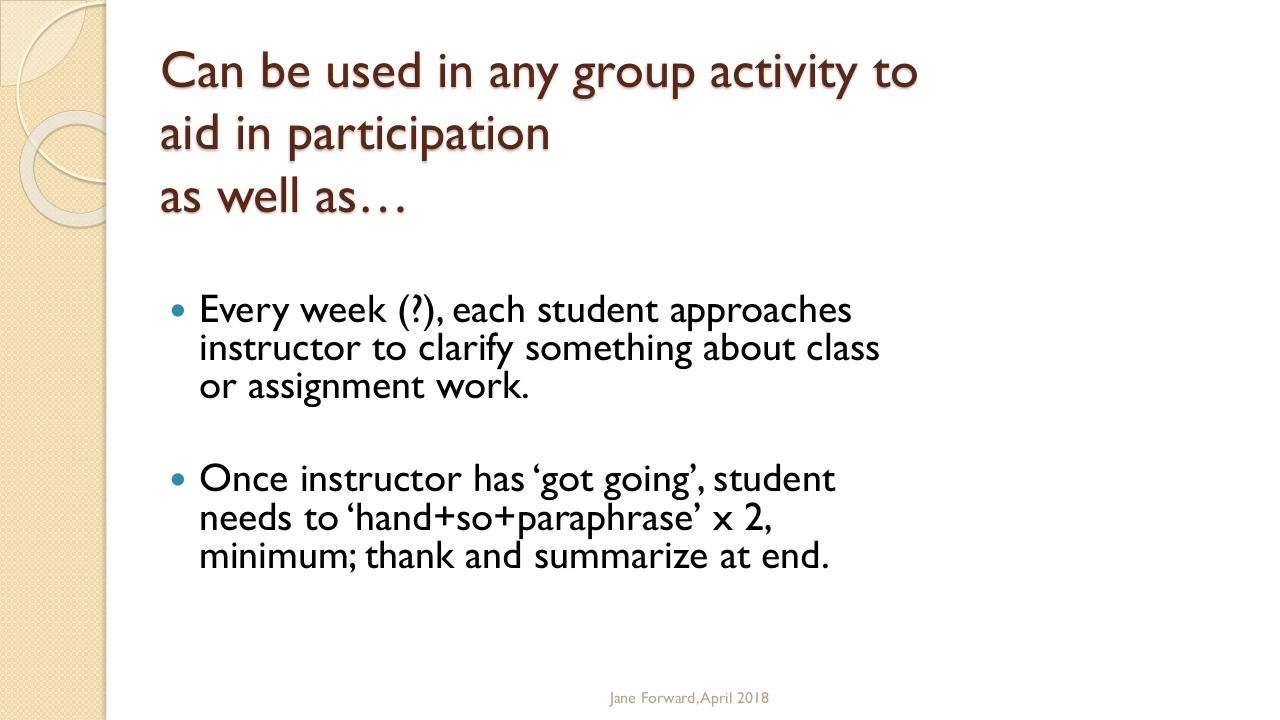 Can be used in any group activity to
aid in participation
as well as…
• Every week (?), each student approaches
instructor to clarify something about class
or assignment work.
• Once instructor has ‘got going’, student
needs to ‘hand+so+paraphrase’ x 2,
minimum; thank and summarize at end.
Jane Forward, April 2018